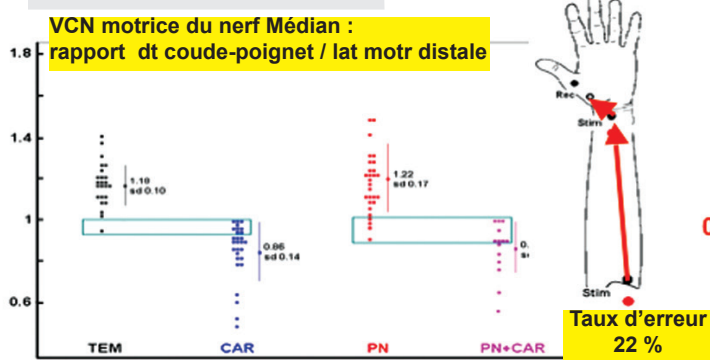 VCN motrice du nerf Médian :
rapport dt coude-poignet / lat motr distale
1.8
1.4
1
0.6
1.18
sd 0.10
0.86
sd 0.14
1.22
sd 0.17
0.
TEM
CAR
PN
PN+CAR
Rec
Stim
Stim
Taux d'erreur
22 %